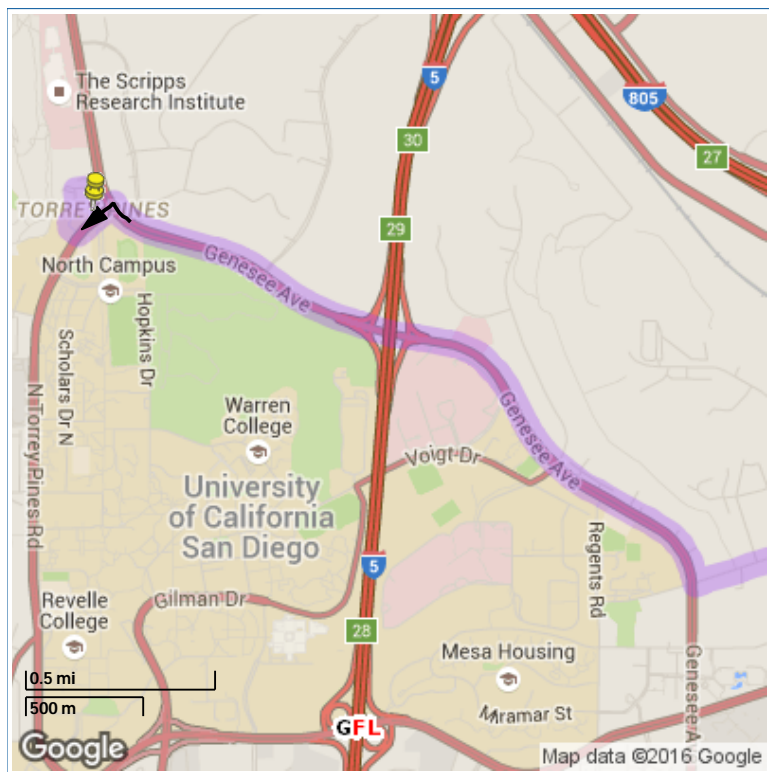 5
805
The Scripps
Research Institute
30
27
TORREY PINES
29
Genesee Ave
North Campus
Hopkins Dr
Scholars Dr N
N Torrey Pines Rd
Warren
College
Genesee Ave
Voigt Dr
University
of California
San Diego
Regents Rd
5
Gilman Dr
Revelle
College
28
Mesa Housing
Genesee A
0.5 mi
500 m
Miramar St
GFL
Google
Map data ©2016 Google